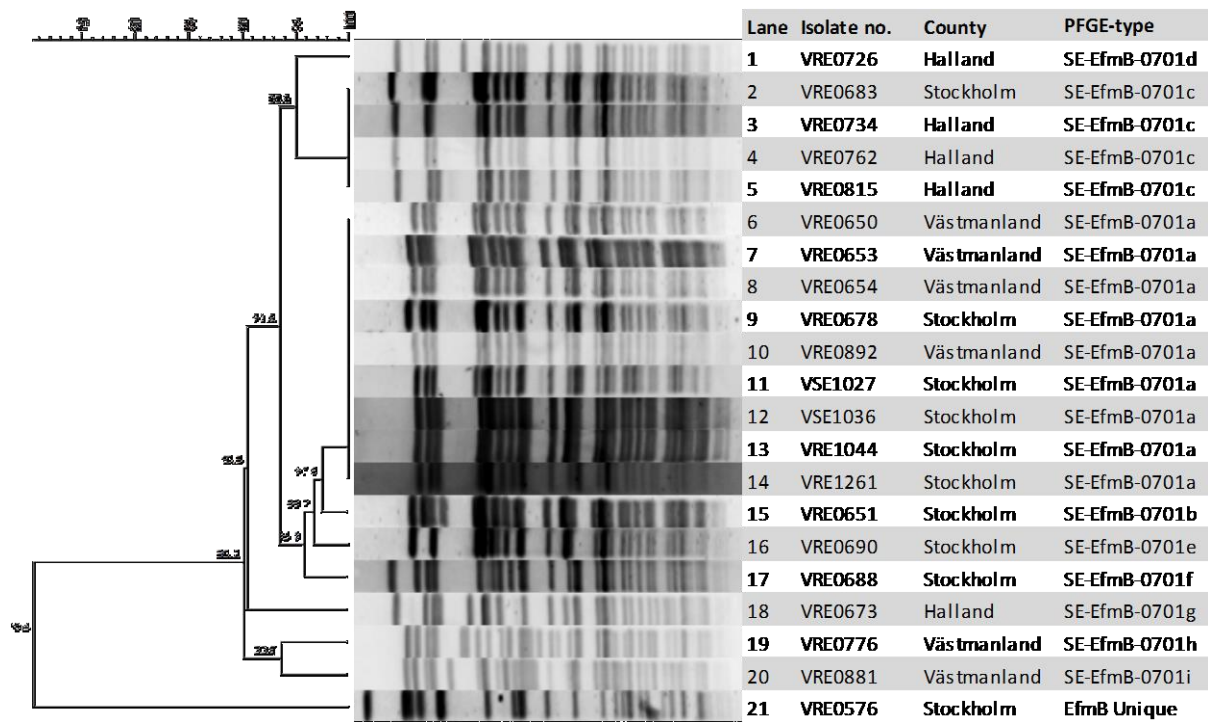 Lane Isolate no. County PFGE-type
1 VRE0726 Halland SE-EfmB-0701d
2 VRE0683 Stockholm SE-EfmB-0701c
3 VRE0734 Halland SE-EfmB-0701c
4 VRE0762 Halland SE-EfmB-0701c
5 VRE0815 Halland SE-EfmB-0701c
6 VRE0650 Västmanland SE-EfmB-0701a
7 VRE0653 Västmanland SE-EfmB-0701a
8 VRE0654 Västmanland SE-EfmB-0701a
9 VRE0678 Stockholm SE-EfmB-0701a
10 VRE0892 Västmanland SE-EfmB-0701a
11 VSE1027 Stockholm SE-EfmB-0701a
12 VSE1036 Stockholm SE-EfmB-0701a
13 VRE1044 Stockholm SE-EfmB-0701a
14 VRE1261 Stockholm SE-EfmB-0701a
15 VRE0651 Stockholm SE-EfmB-0701b
16 VRE0690 Stockholm SE-EfmB-0701e
17 VRE0688 Stockholm SE-EfmB-0701f
18 VRE0673 Halland SE-EfmB-0701g
19 VRE0776 Västmanland SE-EfmB-0701h
20 VRE0881 Västmanland SE-EfmB-0701i
21 VRE0576 Stockholm EfmB Unique